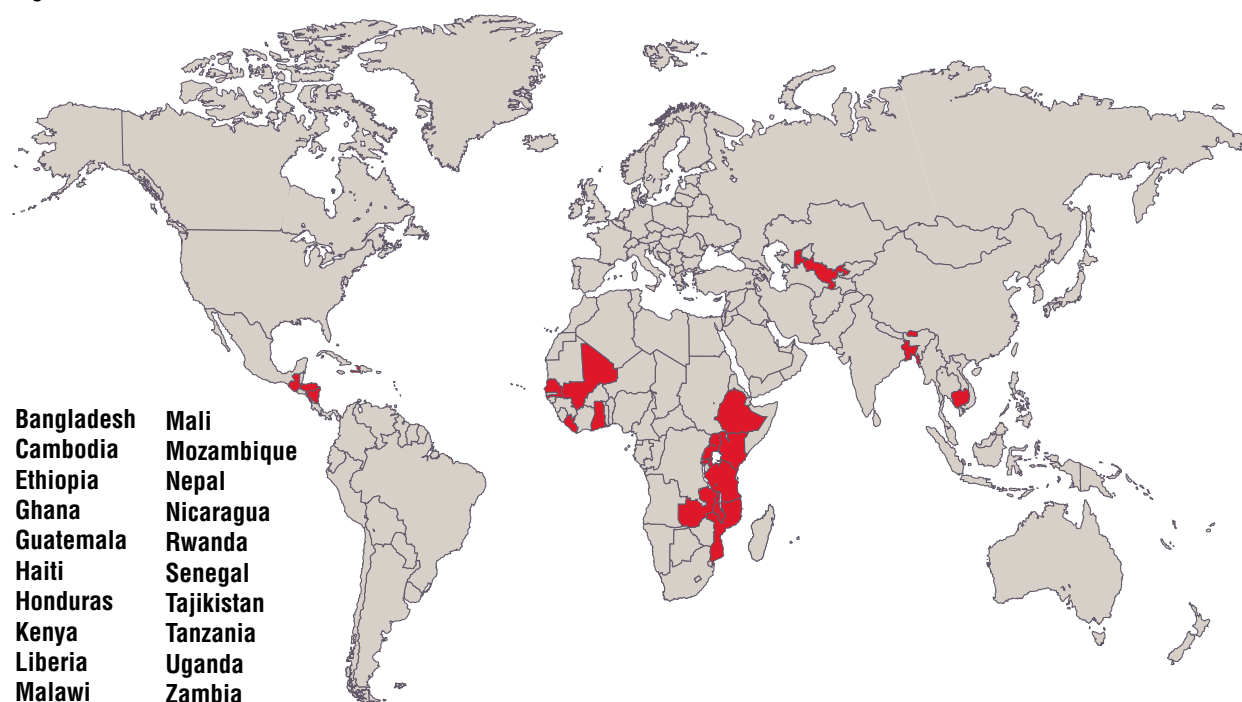 Bangladesh
Cambodia
Ethiopia
Ghana
Guatemala
Haiti
Honduras
Kenya
Liberia
Malawi
Mali
Mozambique
Nepal
Nicaragua
Rwanda
Senegal
Tajikistan
Tanzania
Uganda
Zambia